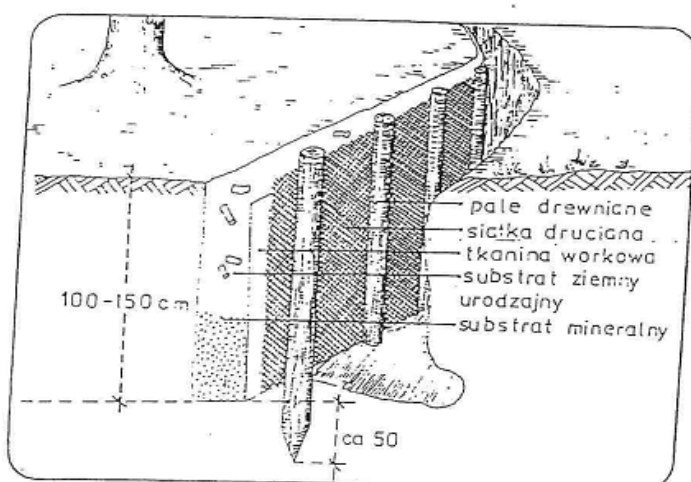 pale drewniane
siatka druciana
tkanina workowa
substrat ziemny
urodzajny
substrat mineralny
100-150 cm
ca 50